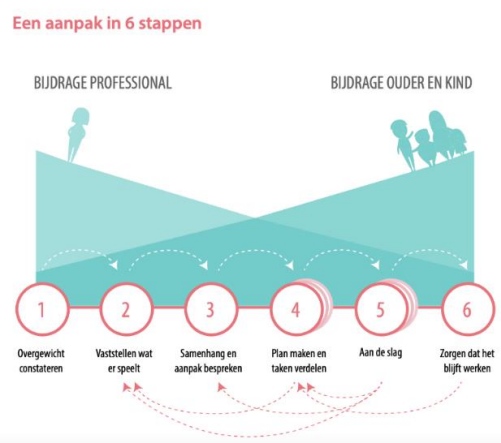 Een aanpak in 6 stappen
BIJDRAGE PROFESSIONAL
BIJDRAGE OUDER EN KIND
1
2
3
4
5
6
Overgewicht
constateren
Vaststellen wat
er speelt
Samenhang en
aanpak bespreken
Plan maken en
taken verdelen
Aan de slag
Zorgen dat het
blijft werken